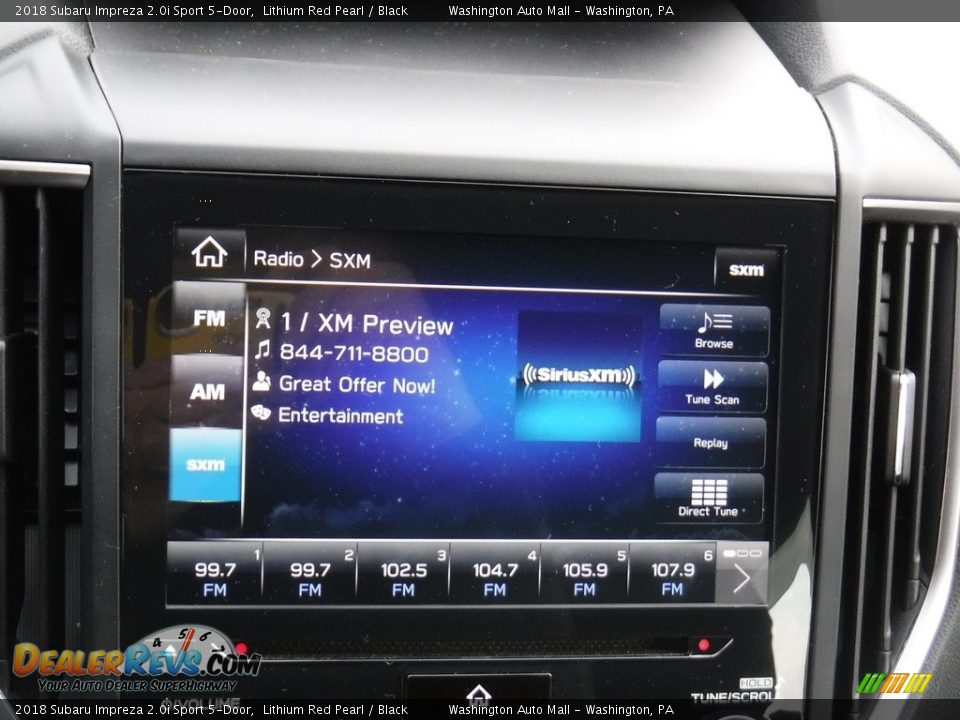 2018 Subaru Impreza 2.0i Sport 5-Door, Lithium Red Pearl / Black Washington Auto Mall - Washington, PA
Radio > SXM
sxm
FM
AM
sxm
1 / XM Preview
844-711-8800
Great Offer Now!
Entertainment
((SiriusXM))
Browse
Tune Scan
Replay
Direct Tune
1 2 3 4 5 6
99.7 99.7 102.5 104.7 105.9 107.9
FM FM FM FM FM FM
4 5 6
DealerRevs.com
Your Auto Dealer SuperHighway
/VOLUME
HOLD
TUNE/SCROLL
2018 Subaru Impreza 2.0i Sport 5-Door, Lithium Red Pearl / Black Washington Auto Mall - Washington, PA